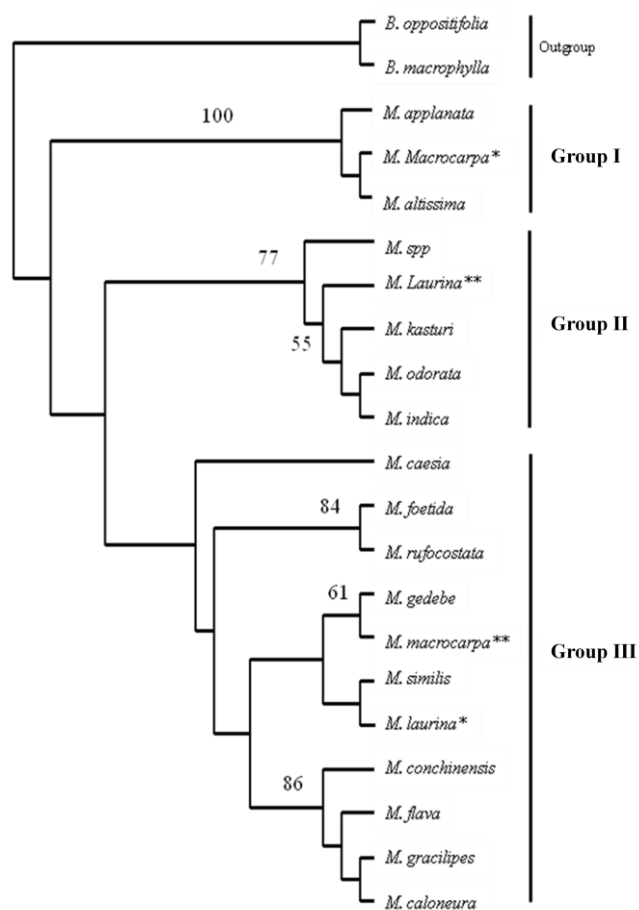 B. oppositifolia
Outgroup
B. macrophylla
100
M. applanata
M. Macrocarpa*
Group I
M. altissima
77
M. spp
M. Laurina**
55
M. kasturi
Group II
M. odorata
M. indica
M. caesia
84
M. foetida
M. rufocostata
61
M. gedebe
M. macrocarpa**
Group III
M. similis
M. laurina*
86
M. conchinensis
M. flava
M. gracilipes
M. caloneura